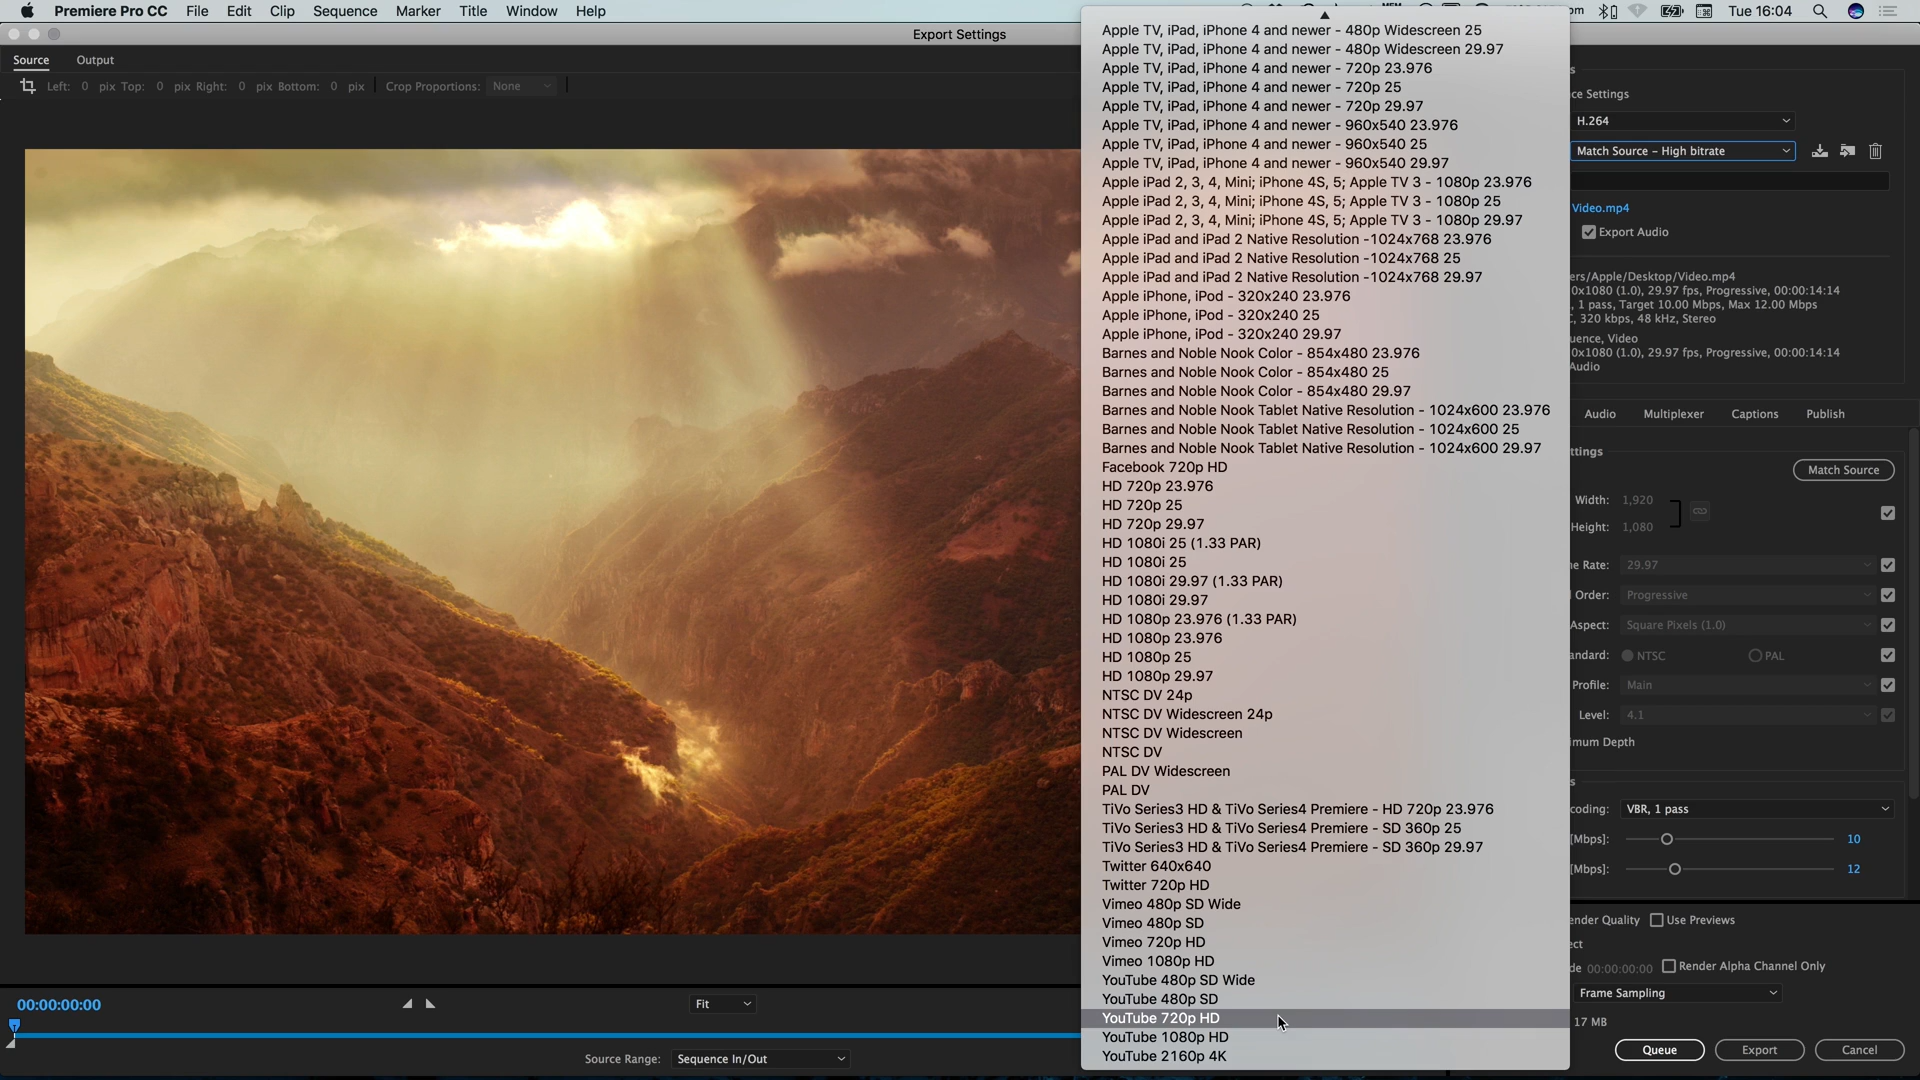 Premiere Pro CC File Edit Clip Sequence Marker Title Window Help
Tue 16:04
Export Settings
Source Output
Left: 0 pix Top: 0 pix Right: 0 pix Bottom: 0 pix Crop Proportions: None
Apple TV, iPad, iPhone 4 and newer - 480p Widescreen 25
Apple TV, iPad, iPhone 4 and newer - 480p Widescreen 29.97
Apple TV, iPad, iPhone 4 and newer - 720p 23.976
Apple TV, iPad, iPhone 4 and newer - 720p 25
Apple TV, iPad, iPhone 4 and newer - 720p 29.97
Apple TV, iPad, iPhone 4 and newer - 960x540 23.976
Apple TV, iPad, iPhone 4 and newer - 960x540 25
Apple TV, iPad, iPhone 4 and newer - 960x540 29.97
Apple iPad 2, 3, 4, Mini; iPhone 4S, 5; Apple TV 3 - 1080p 23.976
Apple iPad 2, 3, 4, Mini; iPhone 4S, 5; Apple TV 3 - 1080p 25
Apple iPad 2, 3, 4, Mini; iPhone 4S, 5; Apple TV 3 - 1080p 29.97
Apple iPad and iPad 2 Native Resolution -1024x768 23.976
Apple iPad and iPad 2 Native Resolution -1024x768 25
Apple iPad and iPad 2 Native Resolution -1024x768 29.97
Apple iPhone, iPod - 320x240 23.976
Apple iPhone, iPod - 320x240 25
Apple iPhone, iPod - 320x240 29.97
Barnes and Noble Nook Color - 854x480 23.976
Barnes and Noble Nook Color - 854x480 25
Barnes and Noble Nook Color - 854x480 29.97
Barnes and Noble Nook Tablet Native Resolution - 1024x600 23.976
Barnes and Noble Nook Tablet Native Resolution - 1024x600 25
Barnes and Noble Nook Tablet Native Resolution - 1024x600 29.97
Facebook 720p HD
HD 720p 23.976
HD 720p 25
HD 720p 29.97
HD 1080i 25 (1.33 PAR)
HD 1080i 25
HD 1080i 29.97 (1.33 PAR)
HD 1080i 29.97
HD 1080p 23.976 (1.33 PAR)
HD 1080p 23.976
HD 1080p 25
HD 1080p 29.97
NTSC DV 24p
NTSC DV Widescreen 24p
NTSC DV Widescreen
NTSC DV
PAL DV Widescreen
PAL DV
TiVo Series3 HD & TiVo Series4 Premiere - HD 720p 23.976
TiVo Series3 HD & TiVo Series4 Premiere - SD 360p 25
TiVo Series3 HD & TiVo Series4 Premiere - SD 360p 29.97
Twitter 640x640
Twitter 720p HD
Vimeo 480p SD Wide
Vimeo 480p SD
Vimeo 720p HD
Vimeo 1080p HD
YouTube 480p SD Wide
YouTube 480p SD
YouTube 720p HD
YouTube 1080p HD
YouTube 2160p 4K
ce Settings
H.264
Match Source - High bitrate
Video.mp4
Export Audio
ers/Apple/Desktop/Video.mp4
0x1080 (1.0), 29.97 fps, Progressive, 00:00:14:14
, 1 pass, Target 10.00 Mbps, Max 12.00 Mbps
C, 320 kbps, 48 kHz, Stereo
uence, Video
0x1080 (1.0), 29.97 fps, Progressive, 00:00:14:14
Audio
Audio Multiplexer Captions Publish
ttings
Match Source
Width: 1,920
Height: 1,080
ne Rate: 29.97
l Order: Progressive
Aspect: Square Pixels (1.0)
andard: NTSC PAL
Profile: Main
Level: 4.1
imum Depth
s
coding: VBR, 1 pass
[Mbps]: 10
[Mbps]: 12
ender Quality Use Previews
ect
de 00:00:00:00 Render Alpha Channel Only
Frame Sampling
17 MB
Queue Export Cancel
00:00:00:00
Fit
Source Range: Sequence In/Out